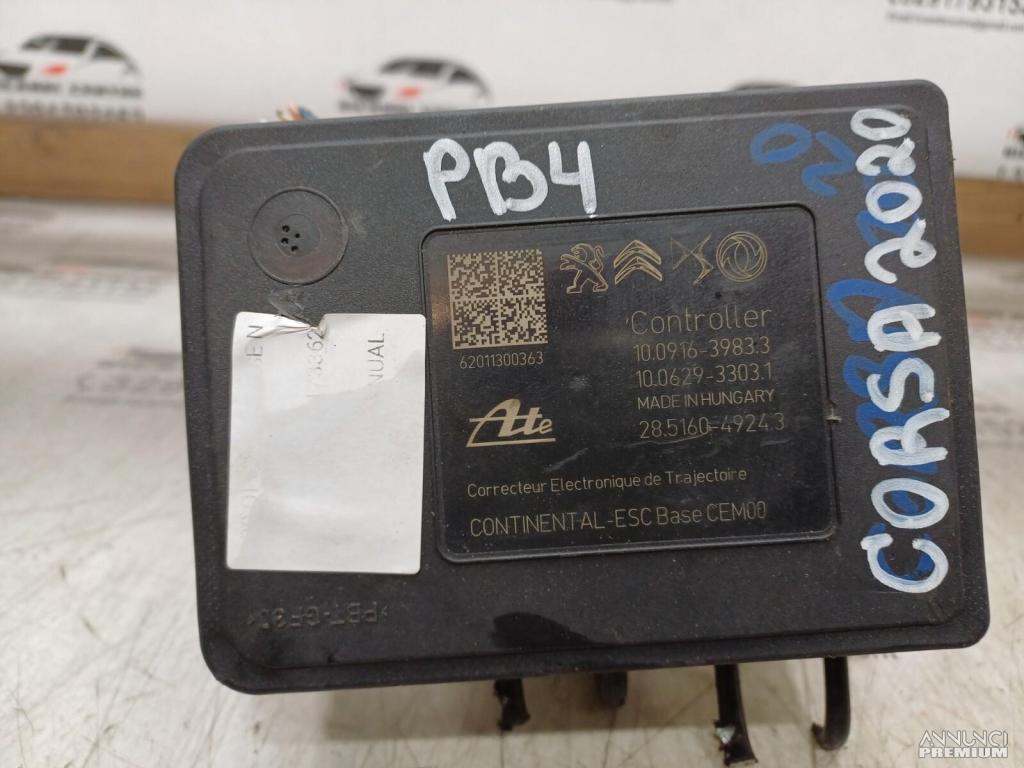 PB4
CORSA 2020
62011300363
Controller
10.0916-3983.3
10.0629-3303.1
MADE IN HUNGARY
28.5160-4924.3
Ate
Correcteur Electronique de Trajectoire
CONTINENTAL-ESC Base CEM00
NUAL
ANNUNCI
PREMIUM